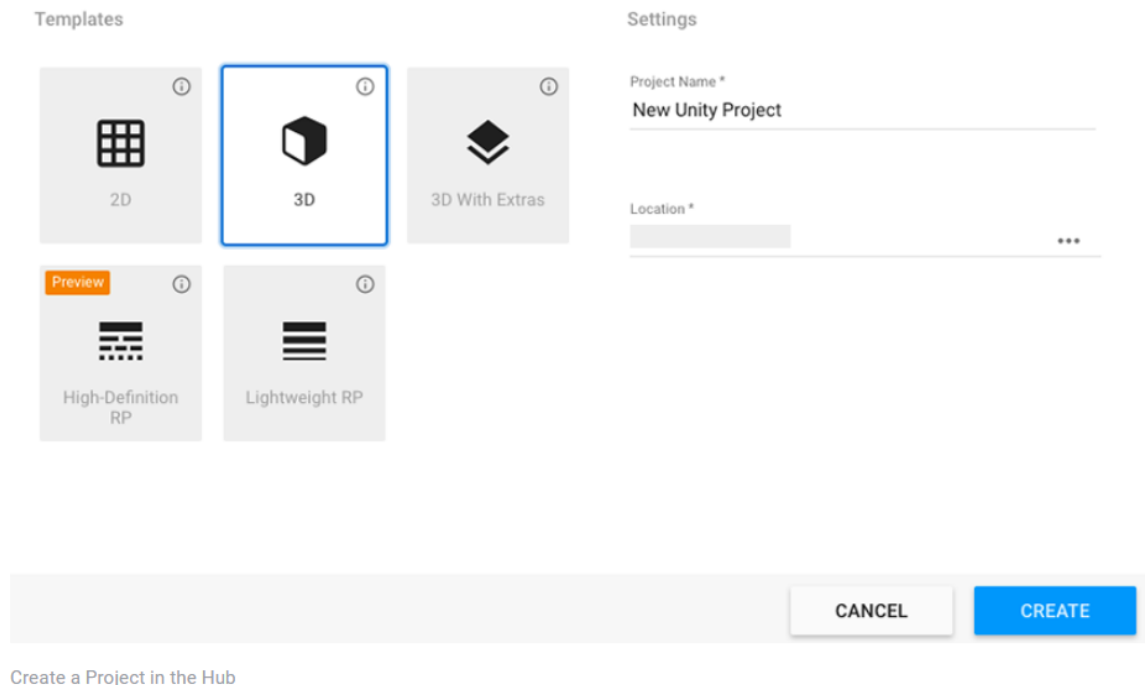 Templates
Settings
2D
3D
3D With Extras
Project Name *
New Unity Project
Location *
Preview
High-Definition
RP
Lightweight RP
CANCEL
CREATE
Create a Project in the Hub